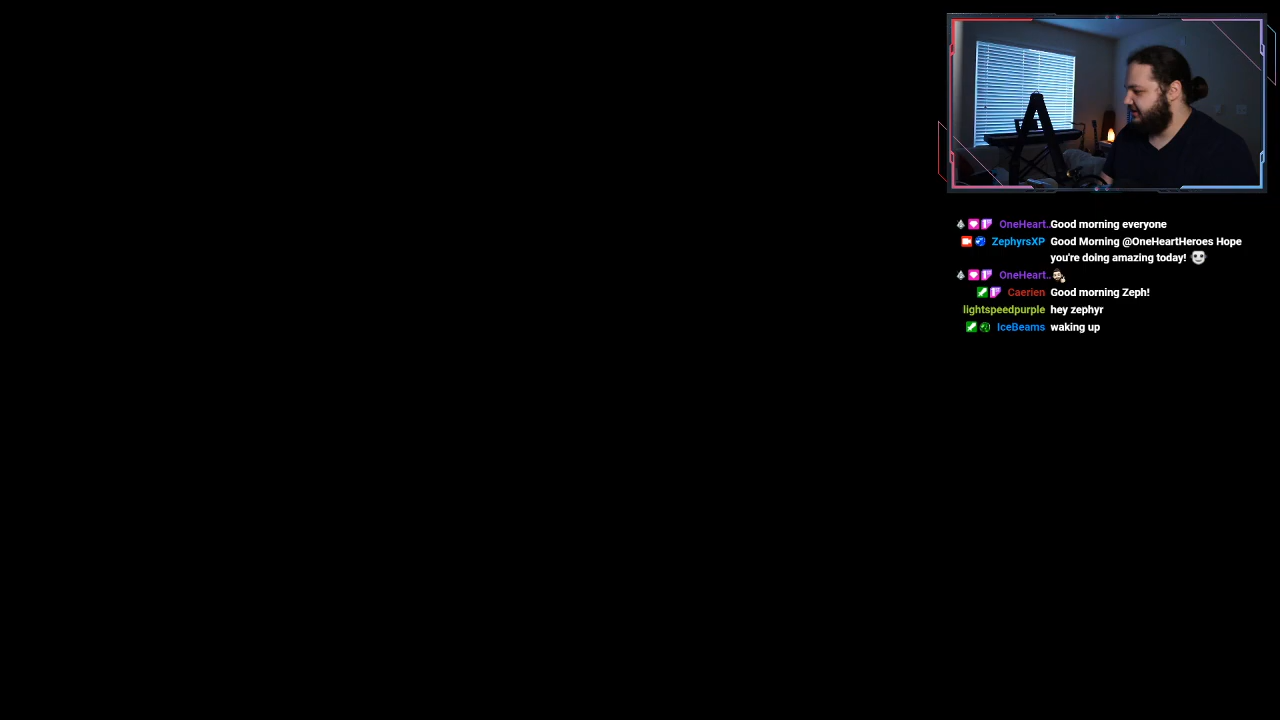 OneHeart.. Good morning everyone
ZephyrsXP Good Morning @OneHeartHeroes Hope
you're doing amazing today!
OneHeart..
Caerien Good morning Zeph!
lightspeedpurple hey zephyr
IceBeams waking up